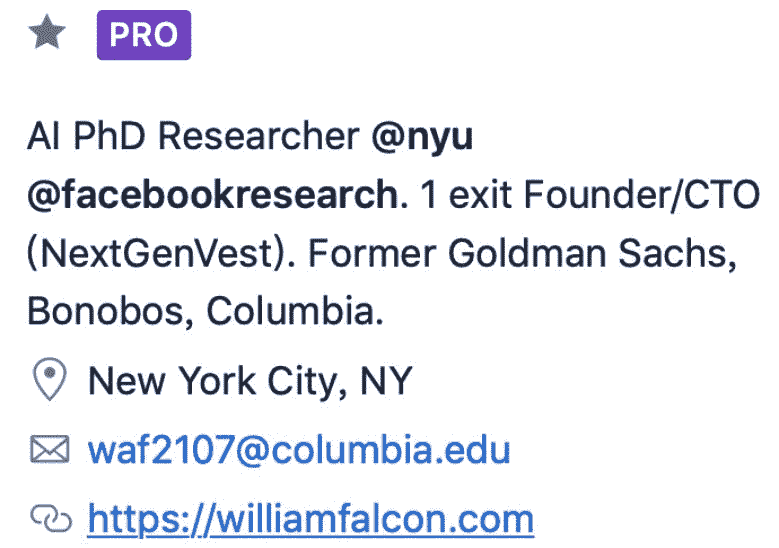 PRO
AI PhD Researcher @nyu
@facebookresearch. 1 exit Founder/CTO
(NextGenVest). Former Goldman Sachs,
Bonobos, Columbia.
New York City, NY
waf2107@columbia.edu
https://williamfalcon.com